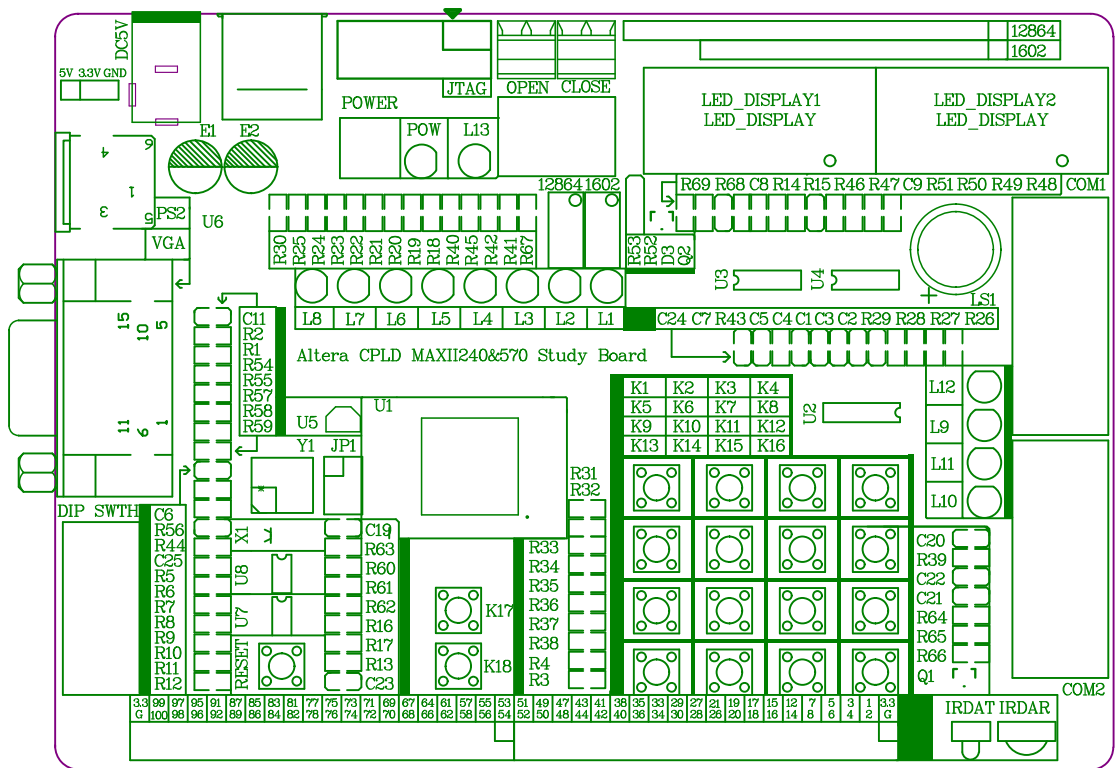 DC5V
5V 3.3V GND
12864
1602
JTAG
OPEN
CLOSE
POWER
POW
L13
E1
E2
LED_DISPLAY1
LED_DISPLAY
LED_DISPLAY2
LED_DISPLAY
6
4
1
3
5
PS2
U6
VGA
12864 1602
R69 R68 C8 R14 R15 R46 R47 C9 R51 R50 R49 R48
COM1
R30 R25 R24 R23 R22 R21 R20 R19 R18 R40 R45 R42 R41 R67
R53 R52 D3 Q2
U3
U4
LS1
L8 L7 L6 L5 L4 L3 L2 L1
C24 C7 R43 C5 C4 C1 C3 C2 R29 R28 R27 R26
15
10
5
11
6
1
C11
R2
R1
R54
R55
R57
R58
R59
Altera CPLD MAXII240&570 Study Board
K1 K2 K3 K4
K5 K6 K7 K8
K9 K10 K11 K12
K13 K14 K15 K16
U2
L12
L9
L11
L10
U5
U1
Y1
JP1
R31
R32
DIP SWTH
C6
R56
R44
C25
R5
R6
R7
R8
R9
R10
R11
R12
X1
U8
U7
RESET
C19
R63
R60
R61
R62
R16
R17
R13
C23
K17
K18
R33
R34
R35
R36
R37
R38
R4
R3
C20
R39
C22
C21
R64
R65
R66
Q1
COM2
3.3 99 97 95 91 87 85 83 81 77 75 73 71 69 67 64 61 57 55 53 51 49 47 43 41 38 35 33 29 27 21 19 17 15 12 7 5 3 1 3.3
G 100 98 96 92 89 86 84 82 78 76 74 72 70 68 66 62 58 56 54 52 50 48 44 42 40 36 34 30 28 26 20 18 16 14 8 6 4 2 G
IRDAT IRDAR